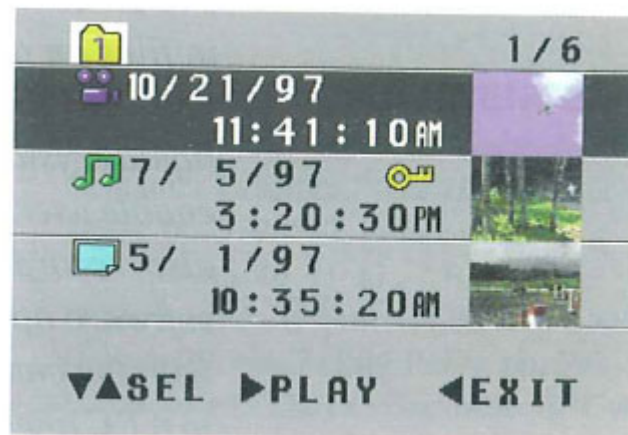 1 1/6
10/21/97
11:41:10AM
7/ 5/97
3:20:30PM
5/ 1/97
10:35:20AM
▼▲SEL ▶PLAY ◀EXIT